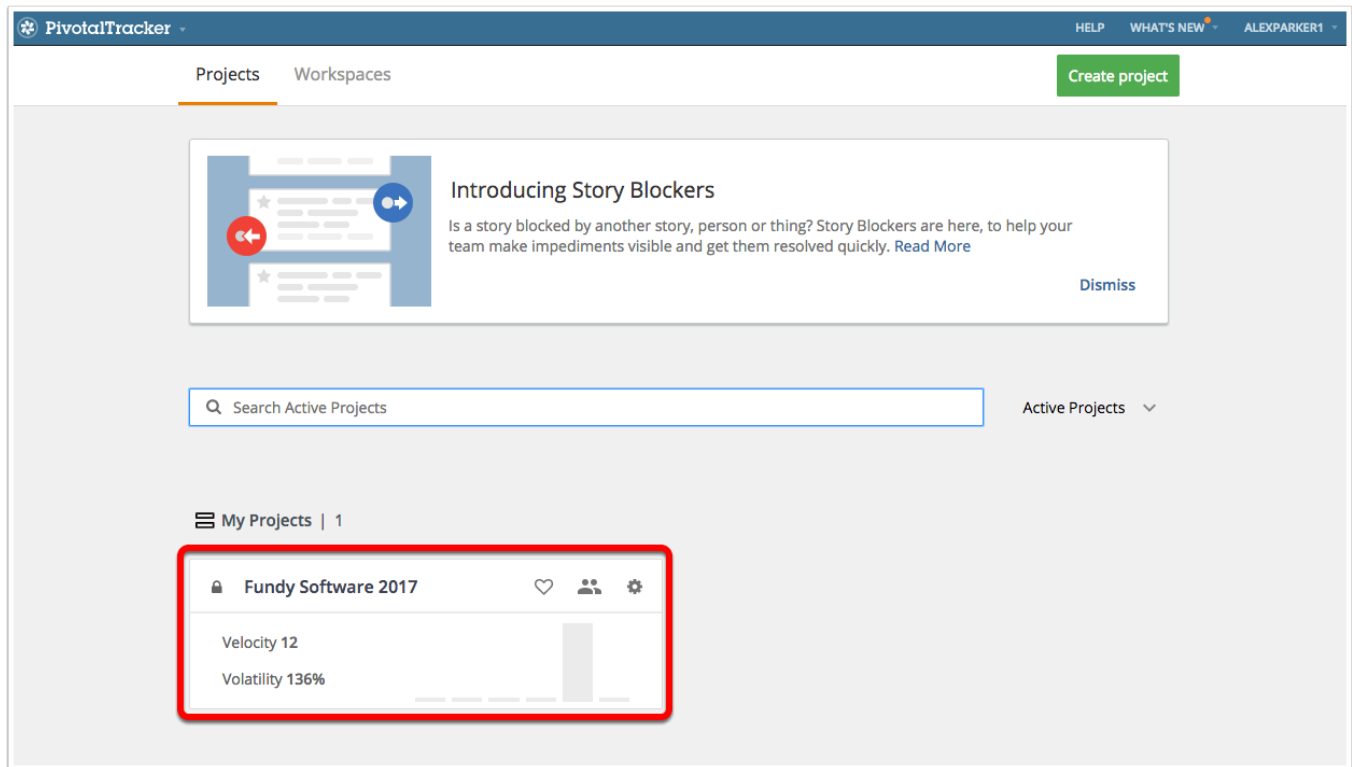 PivotalTracker
HELP WHAT'S NEW ALEXPARKER1
Projects Workspaces
Create project
Introducing Story Blockers
Is a story blocked by another story, person or thing? Story Blockers are here, to help your
team make impediments visible and get them resolved quickly. Read More
Dismiss
Search Active Projects
Active Projects
My Projects | 1
Fundy Software 2017
Velocity 12
Volatility 136%